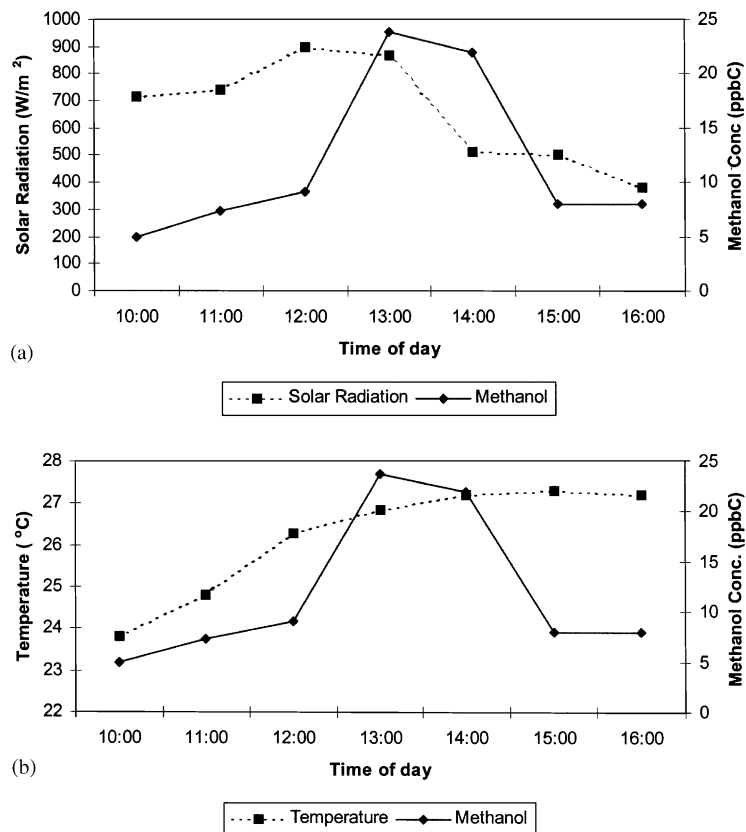 1000
900
800
700
600
500
400
300
200
100
0
Solar Radiation (W/m ²)
25
20
15
10
5
0
Methanol Conc (ppbC)
10:00 11:00 12:00 13:00 14:00 15:00 16:00
Time of day
(a)
Solar Radiation Methanol
28
27
26
25
24
23
22
Temperature ( °C)
25
20
15
10
5
0
Methanol Conc. (ppbC)
10:00 11:00 12:00 13:00 14:00 15:00 16:00
Time of day
(b)
Temperature Methanol